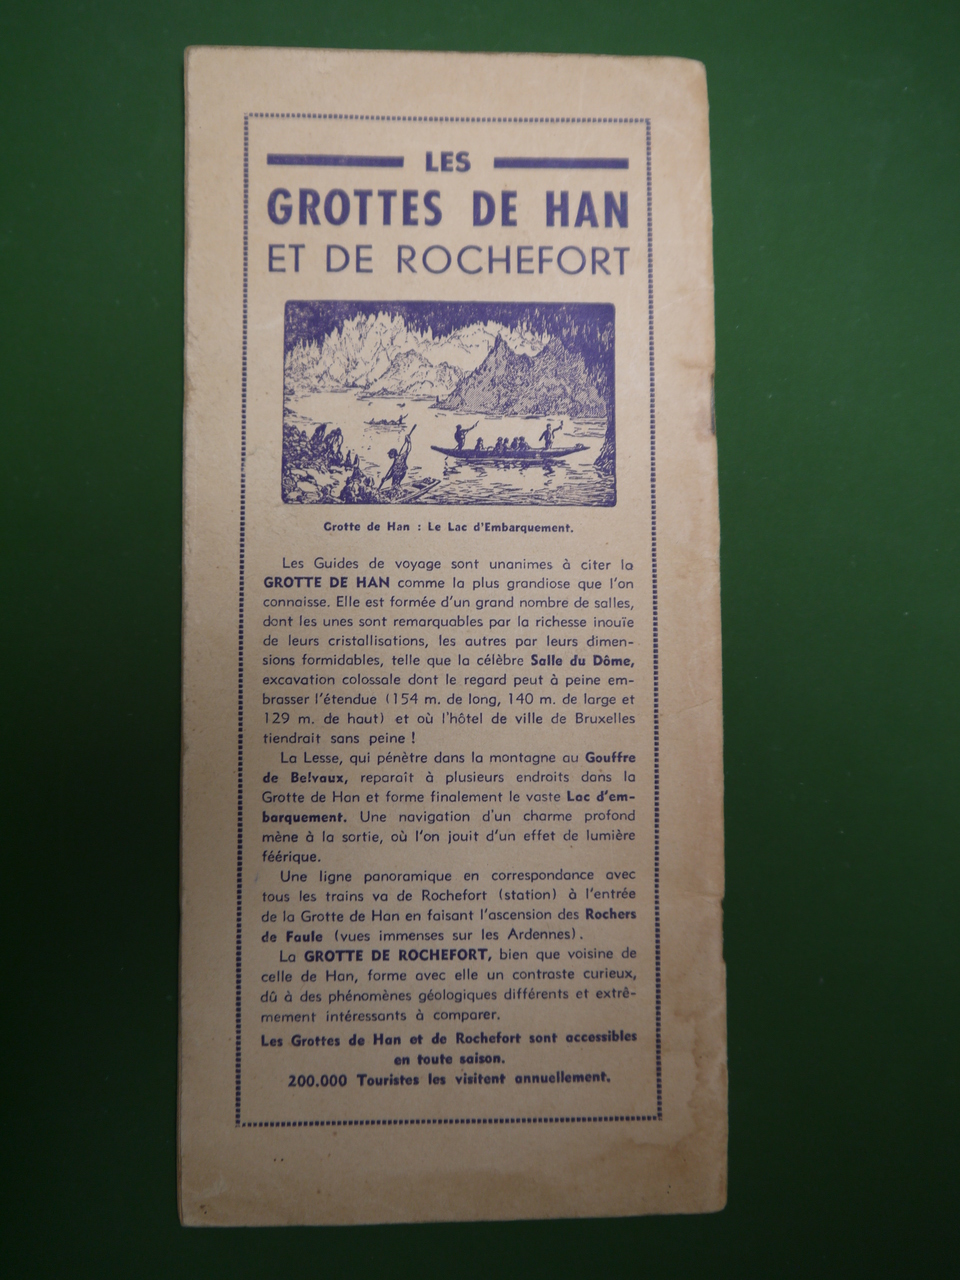 LES
GROTTES DE HAN
ET DE ROCHEFORT
Grotte de Han : Le Lac d'Embarquement.
Les Guides de voyage sont unanimes à citer la
GROTTE DE HAN comme la plus grandiose que l'on
connaisse. Elle est formée d'un grand nombre de salles,
dont les unes sont remarquables par la richesse inouïe
de leurs cristallisations, les autres par leurs dimen-
sions formidables, telle que la célèbre Salle du Dôme,
excavation colossale dont le regard peut à peine em-
brasser l'étendue (154 m. de long, 140 m. de large et
129 m. de haut) et où l'hôtel de ville de Bruxelles
tiendrait sans peine !
La Lesse, qui pénètre dans la montagne au Gouffre
de Belvaux, reparaît à plusieurs endroits dans la
Grotte de Han et forme finalement le vaste Lac d'em-
barquement. Une navigation d'un charme profond
mène à la sortie, où l'on jouit d'un effet de lumière
féérique.
Une ligne panoramique en correspondance avec
tous les trains va de Rochefort (station) à l'entrée
de la Grotte de Han en faisant l'ascension des Rochers
de Faule (vues immenses sur les Ardennes).
La GROTTE DE ROCHEFORT, bien que voisine de
celle de Han, forme avec elle un contraste curieux,
dû à des phénomènes géologiques différents et extrê-
mement intéressants à comparer.
Les Grottes de Han et de Rochefort sont accessibles
en toute saison.
200.000 Touristes les visitent annuellement.